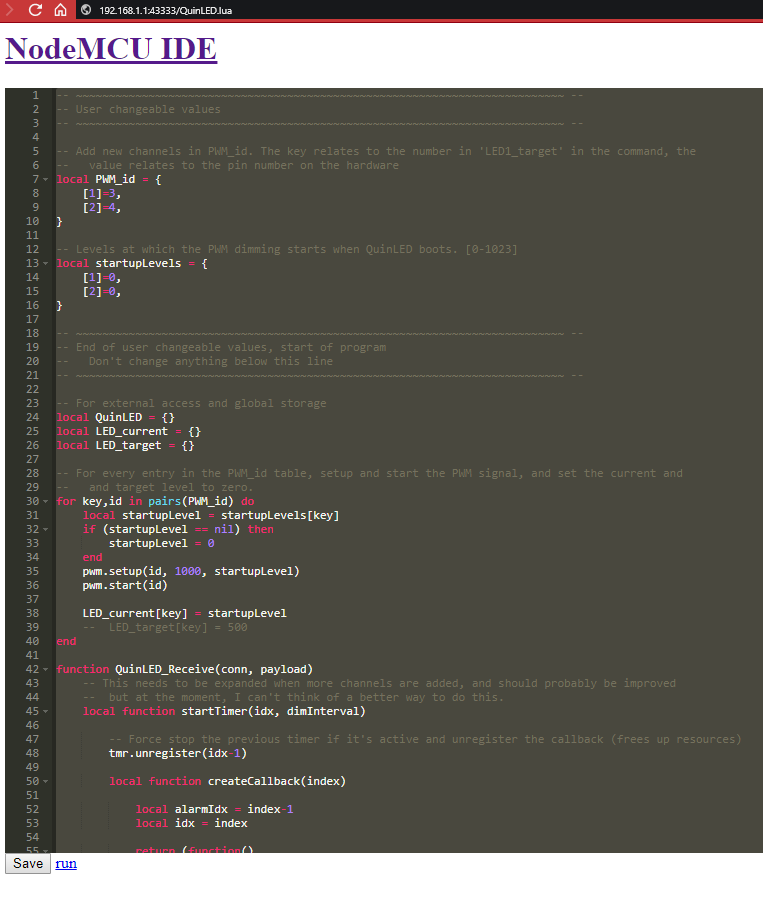 192.168.1.1:43333/QuinLED.lua
NodeMCU IDE
1 -- ~~~~~~~~~~~~~~~~~~~~~~~~~~~~~~~~~~~~~~~~~~~~~~~~~~~~~~~~~~~~~~~~~~~~~~~~~~ --
2 -- User changeable values
3 -- ~~~~~~~~~~~~~~~~~~~~~~~~~~~~~~~~~~~~~~~~~~~~~~~~~~~~~~~~~~~~~~~~~~~~~~~~~~ --
4
5 -- Add new channels in PWM_id. The key relates to the number in 'LED1_target' in the command, the
6 --   value relates to the pin number on the hardware
7 local PWM_id = {
8     [1]=3,
9     [2]=4,
10 }
11
12 -- Levels at which the PWM dimming starts when QuinLED boots. [0-1023]
13 local startupLevels = {
14     [1]=0,
15     [2]=0,
16 }
17
18 -- ~~~~~~~~~~~~~~~~~~~~~~~~~~~~~~~~~~~~~~~~~~~~~~~~~~~~~~~~~~~~~~~~~~~~~~~~~~ --
19 -- End of user changeable values, start of program
20 --   Don't change anything below this line
21 -- ~~~~~~~~~~~~~~~~~~~~~~~~~~~~~~~~~~~~~~~~~~~~~~~~~~~~~~~~~~~~~~~~~~~~~~~~~~ --
22
23 -- For external access and global storage
24 local QuinLED = {}
25 local LED_current = {}
26 local LED_target = {}
27
28 -- For every entry in the PWM_id table, setup and start the PWM signal, and set the current and
29 --   and target level to zero.
30 for key,id in pairs(PWM_id) do
31     local startupLevel = startupLevels[key]
32     if (startupLevel == nil) then
33         startupLevel = 0
34     end
35     pwm.setup(id, 1000, startupLevel)
36     pwm.start(id)
37
38     LED_current[key] = startupLevel
39     --  LED_target[key] = 500
40 end
41
42 function QuinLED_Receive(conn, payload)
43     -- This needs to be expanded when more channels are added, and should probably be improved
44     --  but at the moment, I can't think of a better way to do this.
45     local function startTimer(idx, dimInterval)
46
47         -- Force stop the previous timer if it's active and unregister the callback (frees up resources)
48         tmr.unregister(idx-1)
49
50         local function createCallback(index)
51
52             local alarmIdx = index-1
53             local idx = index
54
55             return (function()
Save run